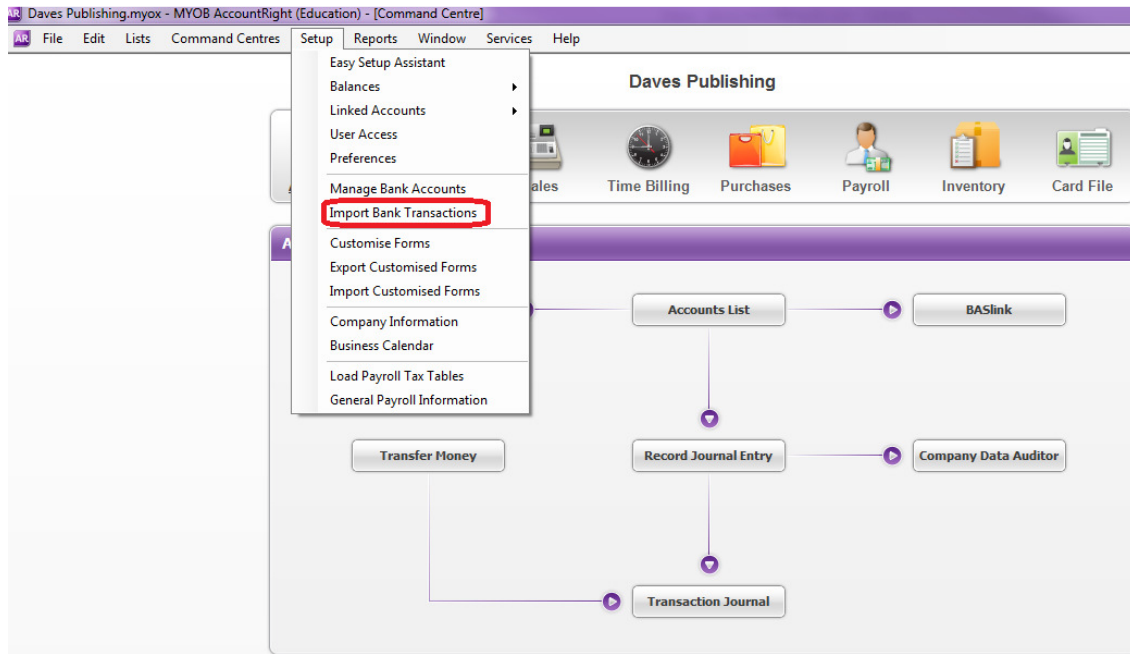 AR Daves Publishing.myox - MYOB AccountRight (Education) - [Command Centre]
AR File Edit Lists Command Centres Setup Reports Window Services Help
Easy Setup Assistant
Balances
Linked Accounts
User Access
Preferences
Manage Bank Accounts
Import Bank Transactions
Customise Forms
Export Customised Forms
Import Customised Forms
Company Information
Business Calendar
Load Payroll Tax Tables
General Payroll Information
Daves Publishing
ales Time Billing Purchases Payroll Inventory Card File
A
Accounts List BASlink
Transfer Money Record Journal Entry Company Data Auditor
Transaction Journal